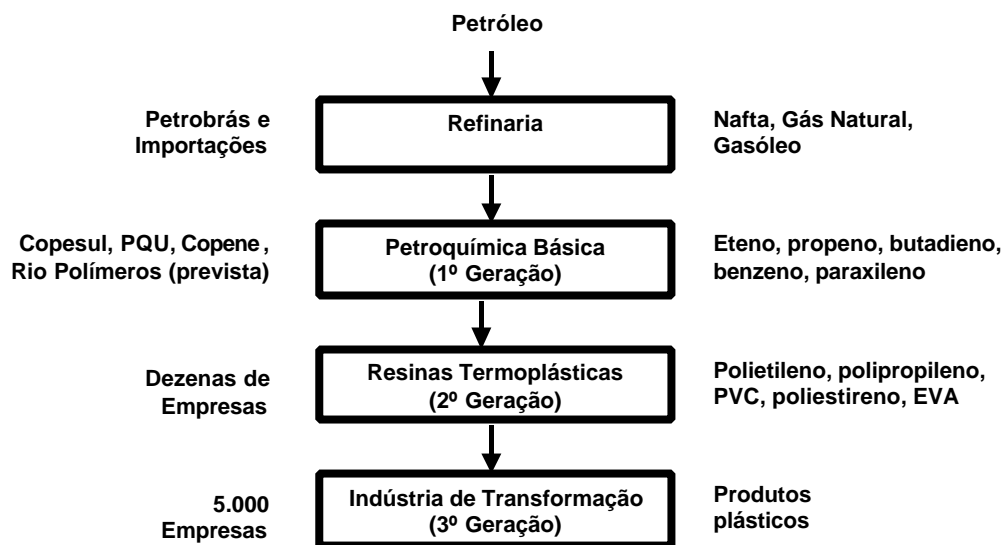 Petróleo
Petrobrás e
Importações
Refinaria
Nafta, Gás Natural,
Gasóleo
Copesul, PQU, Copene,
Rio Polímeros (prevista)
Petroquímica Básica
(1º Geração)
Eteno, propeno, butadieno,
benzeno, paraxileno
Dezenas de
Empresas
Resinas Termoplásticas
(2º Geração)
Polietileno, polipropileno,
PVC, poliestireno, EVA
5.000
Empresas
Indústria de Transformação
(3º Geração)
Produtos
plásticos